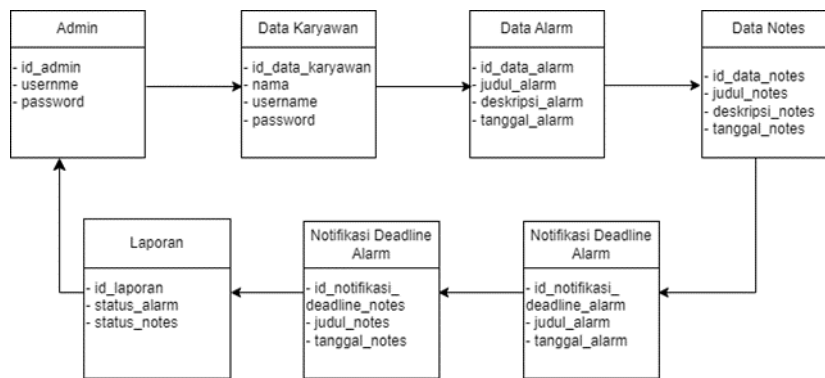 Admin
- id_admin
- usernme
- password
Data Karyawan
- id_data_karyawan
- nama
- username
- password
Data Alarm
- id_data_alarm
- judul_alarm
- deskripsi_alarm
- tanggal_alarm
Data Notes
- id_data_notes
- judul_notes
- deskripsi_notes
- tanggal_notes
Laporan
- id_laporan
- status_alarm
- status_notes
Notifikasi Deadline
Alarm
- id_notifikasi_
deadline_notes
- judul_notes
- tanggal_notes
Notifikasi Deadline
Alarm
- id_notifikasi_
deadline_alarm
- judul_alarm
- tanggal_alarm